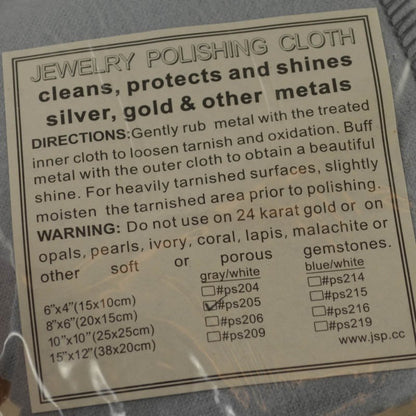 JEWELRY POLISHING CLOTH
cleans, protects and shines
silver, gold & other metals
DIRECTIONS:Gently rub metal with the treated
inner cloth to loosen tarnish and oxidation. Buff
metal with the outer cloth to obtain a beautiful
shine. For heavily tarnished surfaces, slightly
moisten the tarnished area prior to polishing.
WARNING: Do not use on 24 karat gold or on
opals, pearls, ivory, coral, lapis, malachite or
other soft or porous gemstones.
gray/white blue/white
6”x4”(15x10cm) #ps204 #ps214
8”x6”(20x15cm) #ps205 #ps215
10”x10”(25x25cm) #ps206 #ps216
15”x12”(38x20cm) #ps209 #ps219
www.jsp.cc